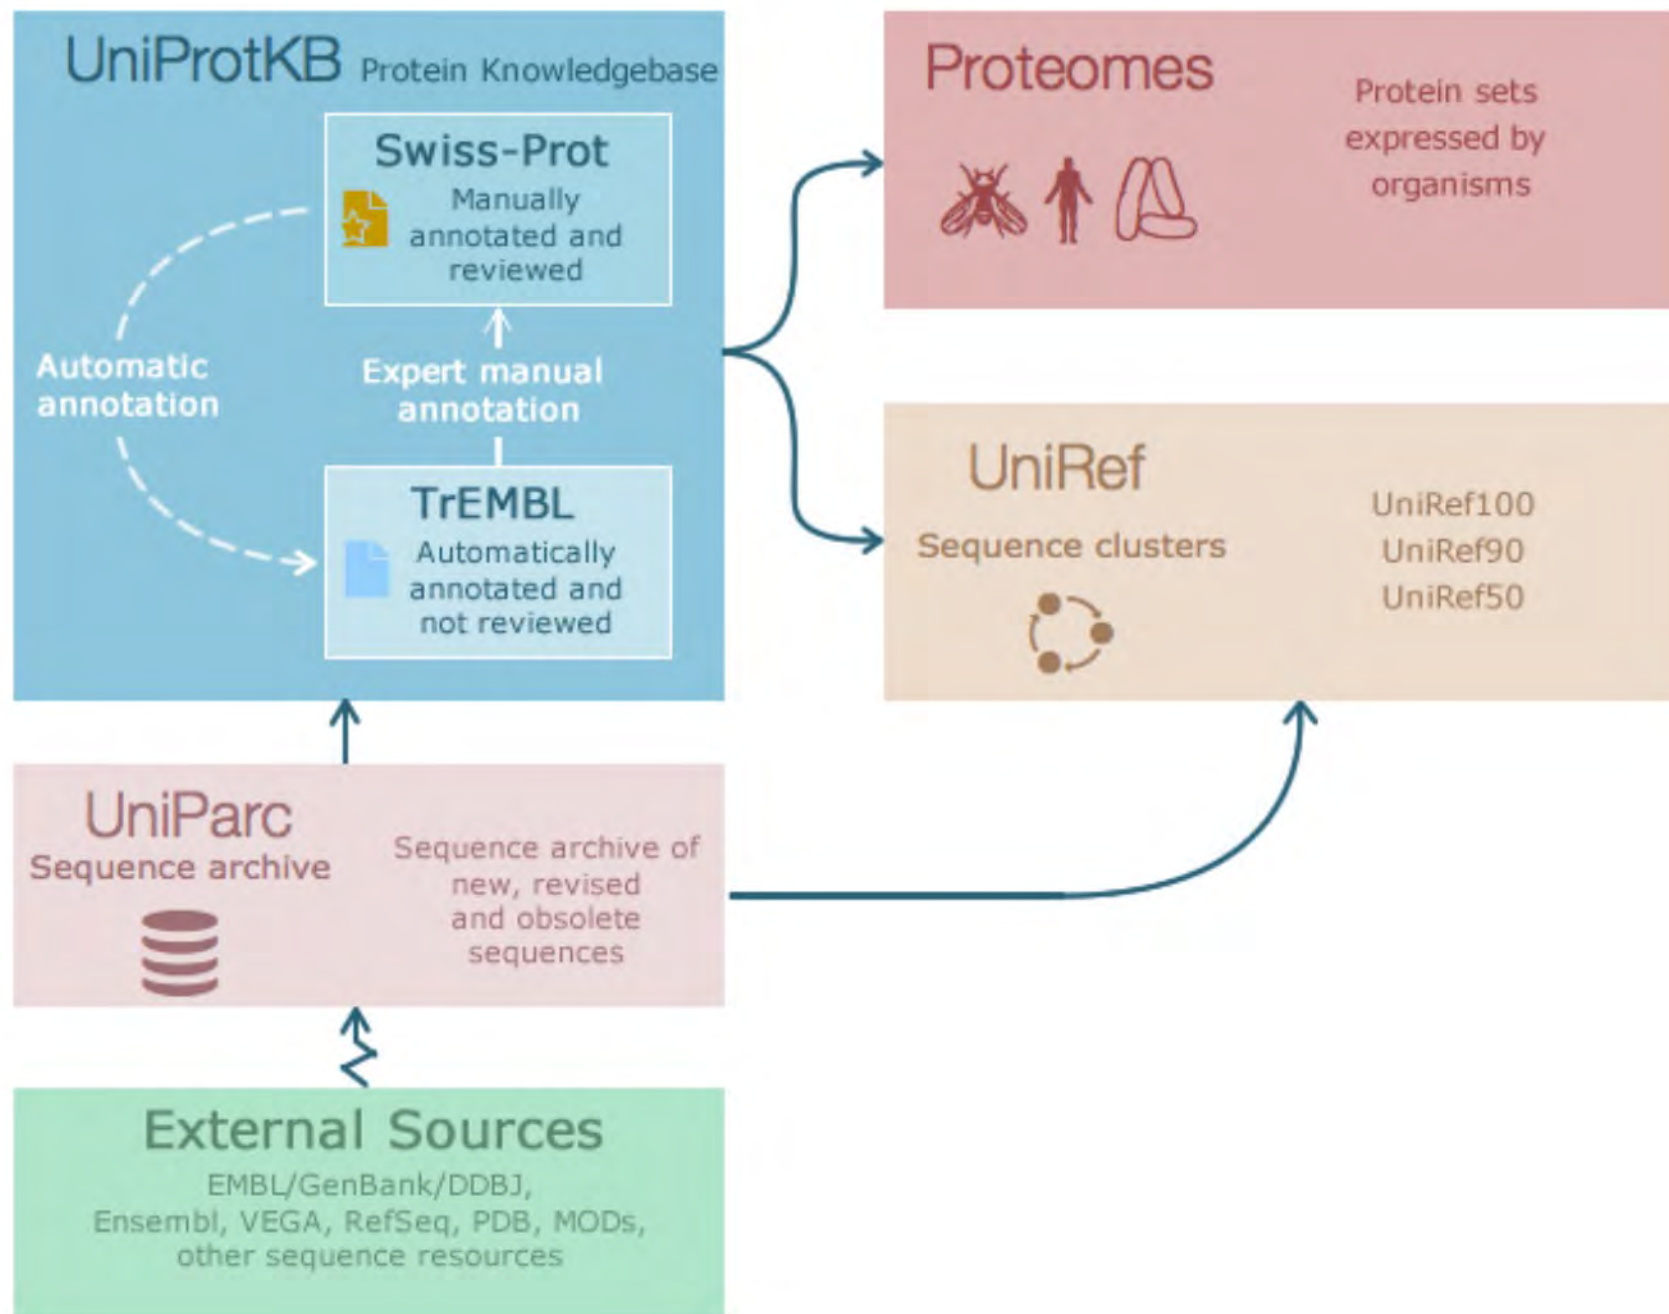 UniProtKB Protein Knowledgebase
Swiss-Prot
Manually
annotated and
reviewed
Automatic
annotation
Expert manual
annotation
TrEMBL
Automatically
annotated and
not reviewed
Proteomes
Protein sets
expressed by
organisms
UniRef
Sequence clusters
UniRef100
UniRef90
UniRef50
UniParc
Sequence archive
Sequence archive of
new, revised
and obsolete
sequences
External Sources
EMBL/GenBank/DDBJ,
Ensembl, VEGA, RefSeq, PDB, MODs,
other sequence resources